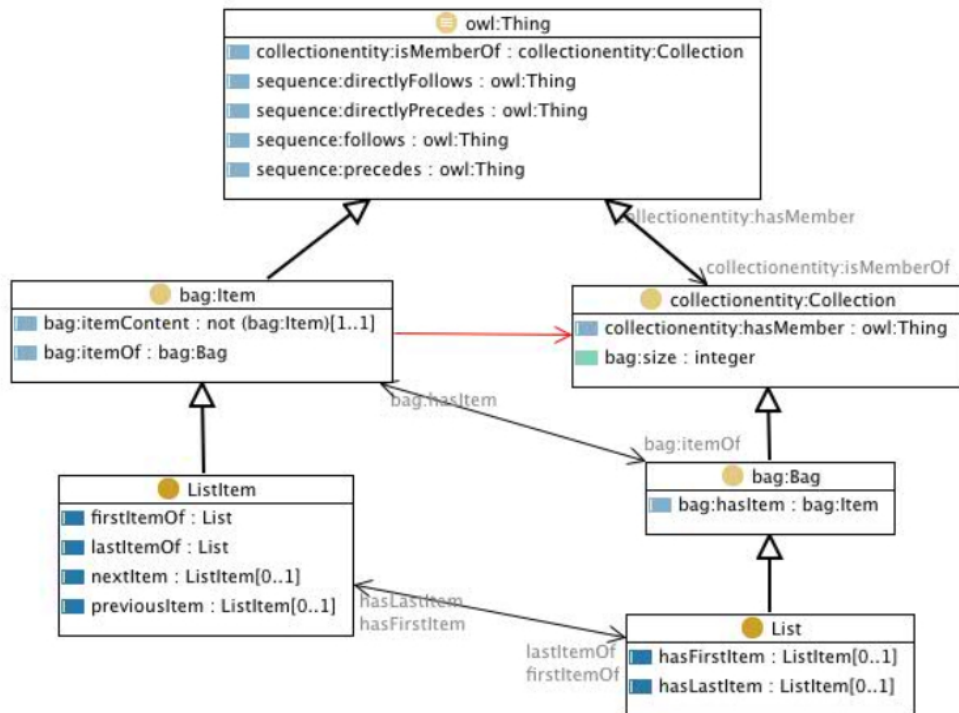 owl:Thing
collectionentity:isMemberOf : collectionentity:Collection
sequence:directlyFollows : owl:Thing
sequence:directlyPrecedes : owl:Thing
sequence:follows : owl:Thing
sequence:precedes : owl:Thing
collectionentity:hasMember
collectionentity:isMemberOf
bag:Item
bag:itemContent : not (bag:Item)[1..1]
bag:itemOf : bag:Bag
collectionentity:Collection
collectionentity:hasMember : owl:Thing
bag:size : integer
bag:hasItem
bag:itemOf
bag:Bag
bag:hasItem : bag:Item
ListItem
firstItemOf : List
lastItemOf : List
nextItem : ListItem[0..1]
previousItem : ListItem[0..1]
hasLastItem
hasFirstItem
lastItemOf
firstItemOf
List
hasFirstItem : ListItem[0..1]
hasLastItem : ListItem[0..1]